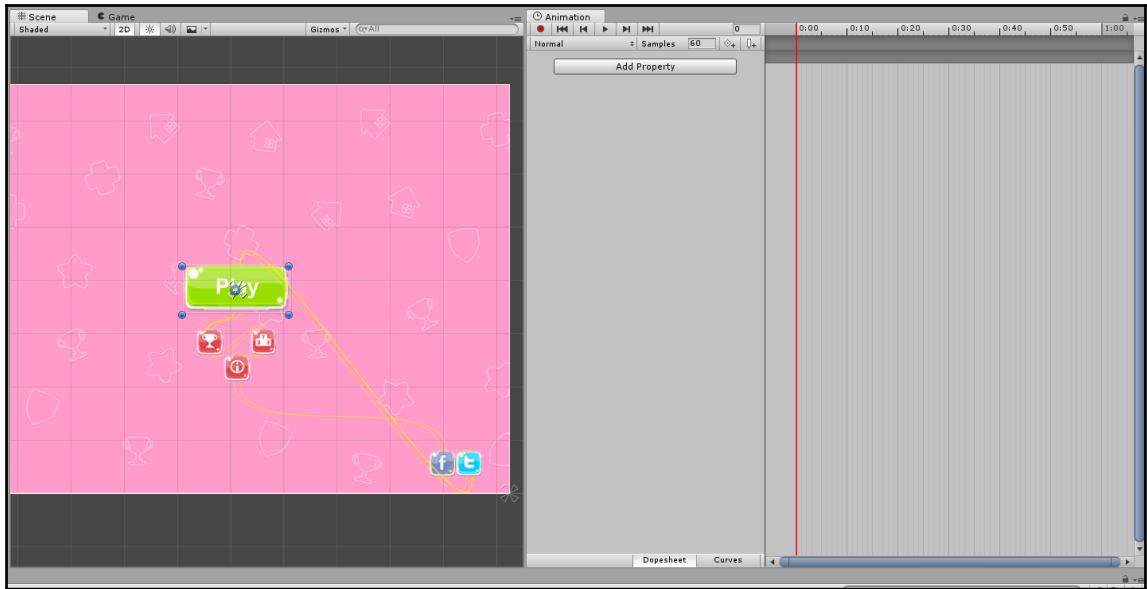 Scene
Game
Shaded
2D
Gizmos
All
Play
f
t
Animation
0
Normal
Samples
60
Add Property
0:00
0:10
0:20
0:30
0:40
0:50
1:00
Dopesheet
Curves